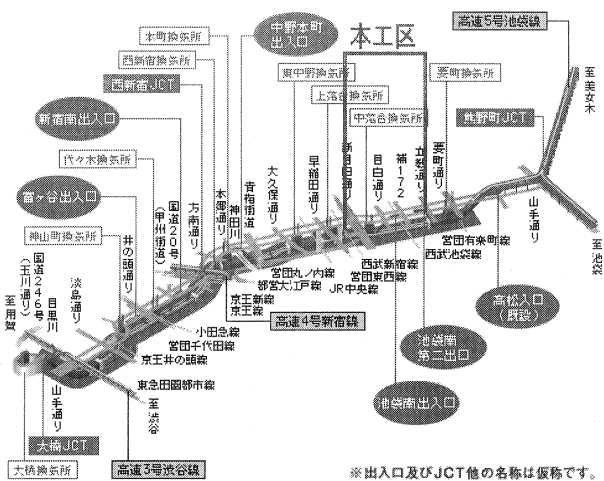 本町換気所
西新宿換気所
西新宿JCT
中野本町
出入口
本工区
高速5号池袋線
東中野換気所
上落合換気所
中落合換気所
要町換気所
至美女木
熊野町JCT
新宿南出入口
代々木換気所
富ヶ谷出入口
神山町換気所
井の頭通り
国道20号
(甲州街道)
方南通り
本郷通り
神田川
青梅街道
大久保通り
早稲田通り
新目白通り
目白通り
補172
立教通り
要町通り
山手通り
至池袋
国道246号
(玉川通り)
至用賀
目黒川
淡島通り
営団有楽町線
西武池袋線
西武新宿線
営団東西線
JR中央線
営団丸ノ内線
都営大江戸線
京王新線
京王線
高速4号新宿線
小田急線
営団千代田線
京王井の頭線
東急田園都市線
至渋谷
山手通り
大橋JCT
大橋換気所
高速3号渋谷線
高松入口
(既設)
池袋南
第二出口
池袋南出入口
※出入口及びJCT他の名称は仮称です。